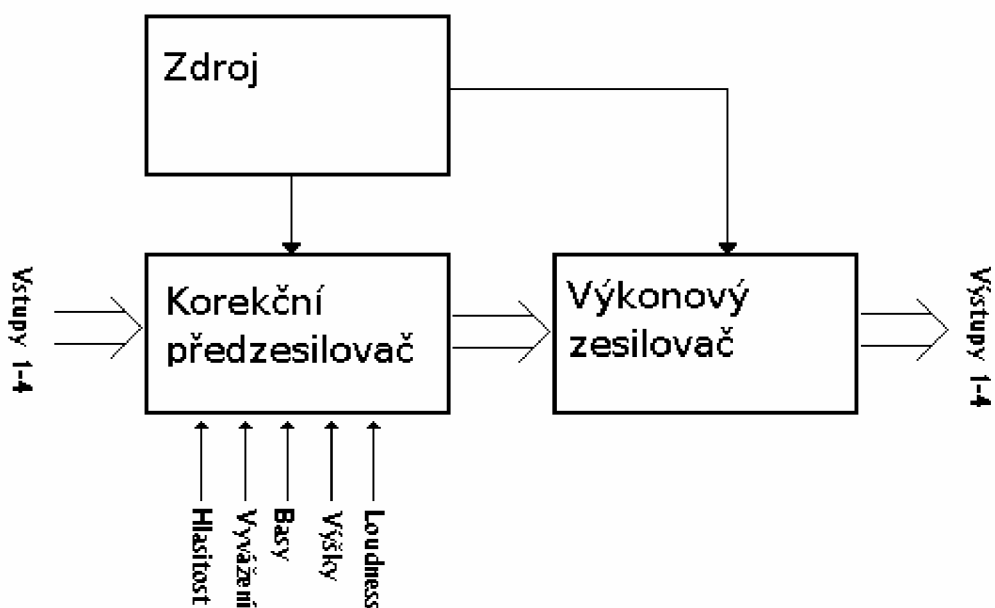 Zdroj
Vstupy 1-4
Korekční
předzesilovač
Výkonový
zesilovač
Výstupy 1-4
Hlasitost
Vyvážení
Basy
Výšky
Loudness